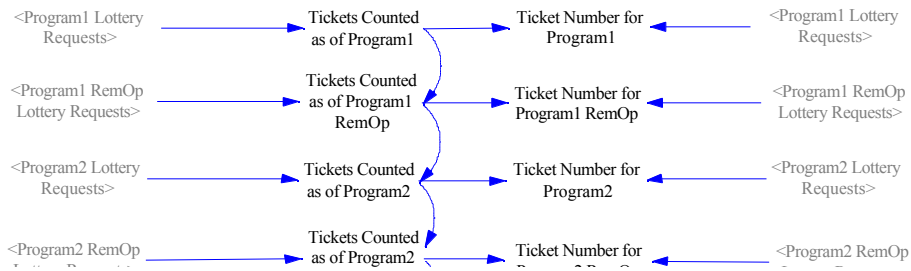 <Program1 Lottery
Requests>
Tickets Counted
as of Program1
Ticket Number for
Program1
<Program1 Lottery
Requests>
<Program1 RemOp
Lottery Requests>
Tickets Counted
as of Program1
RemOp
Ticket Number for
Program1 RemOp
<Program1 RemOp
Lottery Requests>
<Program2 Lottery
Requests>
Tickets Counted
as of Program2
Ticket Number for
Program2
<Program2 Lottery
Requests>
<Program2 RemOp
Tickets Counted
as of Program2
Ticket Number for
<Program2 RemOp